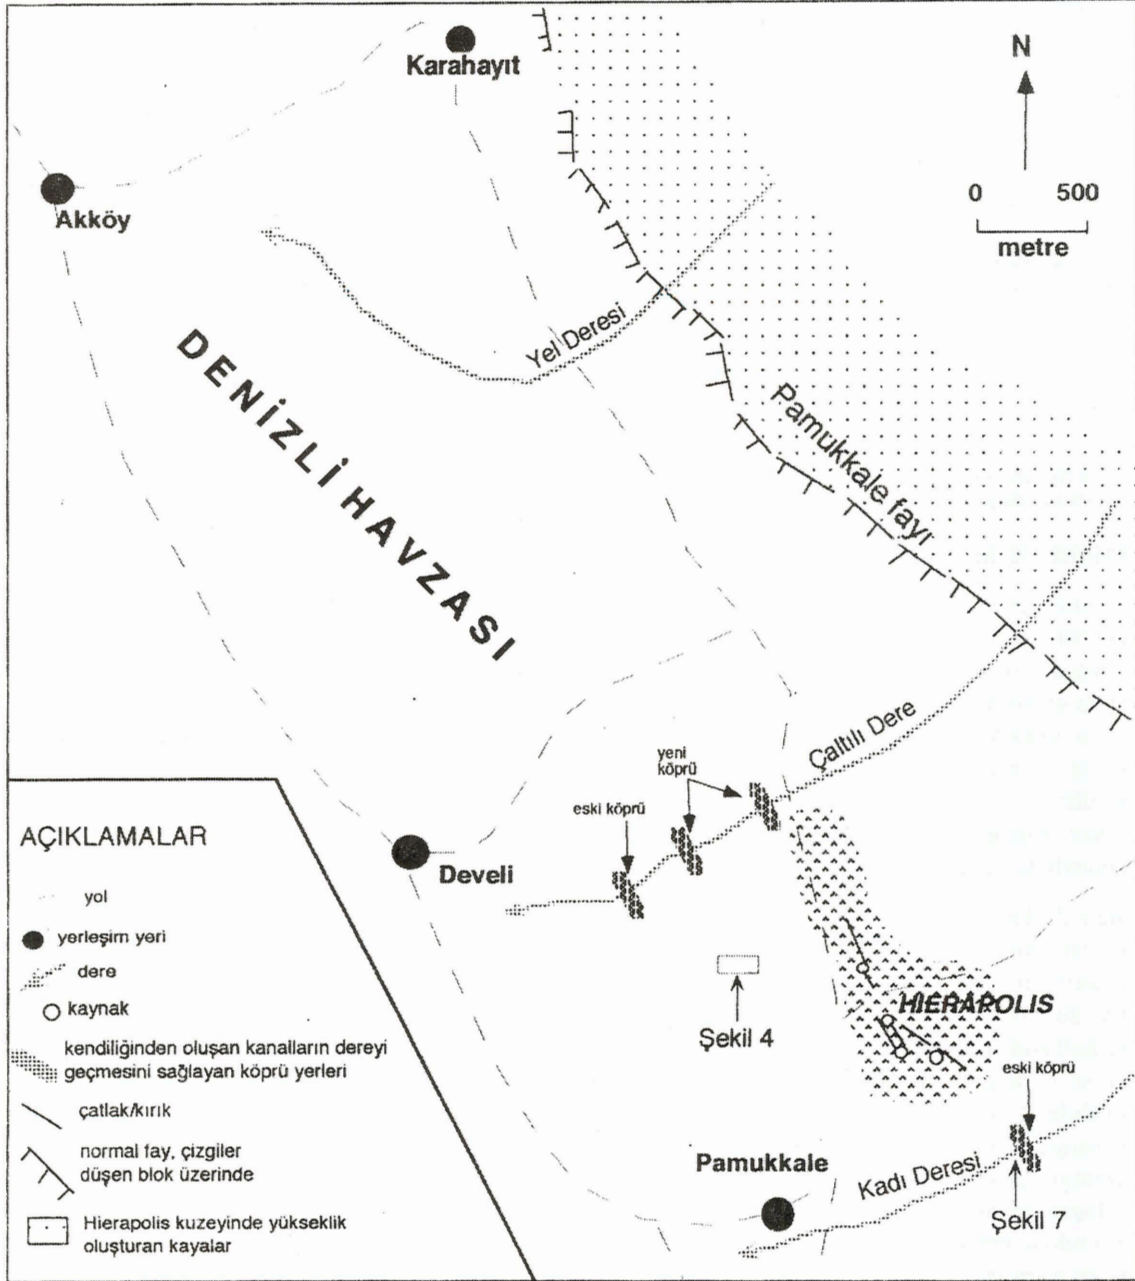 Karahayıt
N
0 500
metre
Akköy
Yel Deresi
DENİZLİ HAVZASI
Pamukkale fayı
Çaltılı Dere
yeni
köprü
eski köprü
Develi
HIERAPOLIS
Şekil 4
eski köprü
Pamukkale
Kadı Deresi
Şekil 7
AÇIKLAMALAR
yol
yerleşim yeri
dere
kaynak
kendiliğinden oluşan kanalların dereyi
geçmesini sağlayan köprü yerleri
çatlak/kırık
normal fay, çizgiler
düşen blok üzerinde
Hierapolis kuzeyinde yükseklik
oluşturan kayalar